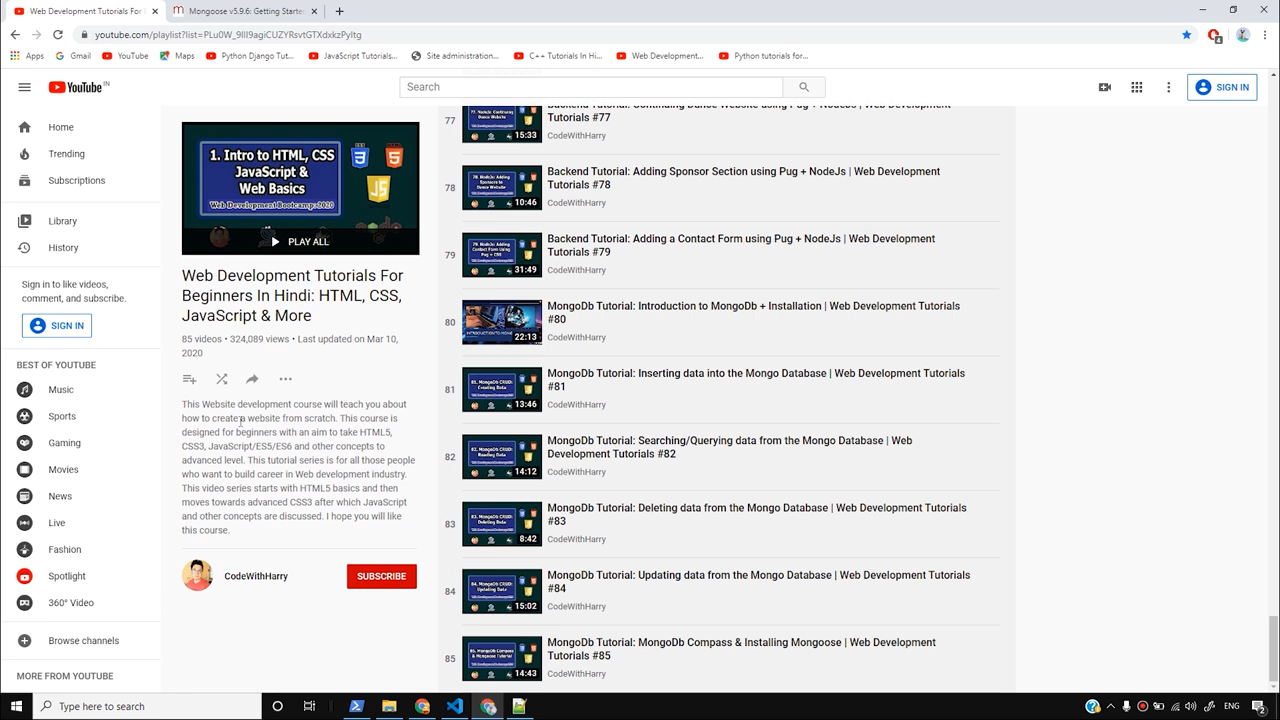 Web Development Tutorials For
Mongoose v5.9.6: Getting Starte
youtube.com/playlist?list=PLu0W_9lII9agiCUZYRsvtGTXdxkzPyItg
Apps
Gmail
YouTube
Maps
Python Django Tut...
JavaScript Tutorials...
Site administration...
C++ Tutorials In Hi...
Web Development...
Python tutorials for...
YouTube IN
Search
SIGN IN
Home
Trending
Subscriptions
Library
History
Sign in to like videos,
comment, and subscribe.
SIGN IN
BEST OF YOUTUBE
Music
Sports
Gaming
Movies
News
Live
Fashion
Spotlight
360° Video
Browse channels
MORE FROM YOUTUBE
1. Intro to HTML, CSS
JavaScript &
Web Basics
Web Development Bootcamp: 2020
PLAY ALL
Web Development Tutorials For
Beginners In Hindi: HTML, CSS,
JavaScript & More
85 videos • 324,089 views • Last updated on Mar 10,
2020
This Website development course will teach you about
how to create a website from scratch. This course is
designed for beginners with an aim to take HTML5,
CSS3, JavaScript/ES5/ES6 and other concepts to
advanced level. This tutorial series is for all those people
who want to build career in Web development industry.
This video series starts with HTML5 basics and then
moves towards advanced CSS3 after which JavaScript
and other concepts are discussed. I hope you will like
this course.
CodeWithHarry
SUBSCRIBE
77
15:33
Backend Tutorial: Continuing Dance Website using Pug + NodeJs | Web Development
Tutorials #77
CodeWithHarry
78
10:46
Backend Tutorial: Adding Sponsor Section using Pug + NodeJs | Web Development
Tutorials #78
CodeWithHarry
79
31:49
Backend Tutorial: Adding a Contact Form using Pug + NodeJs | Web Development
Tutorials #79
CodeWithHarry
80
22:13
MongoDb Tutorial: Introduction to MongoDb + Installation | Web Development Tutorials
#80
CodeWithHarry
81
13:46
MongoDb Tutorial: Inserting data into the Mongo Database | Web Development Tutorials
#81
CodeWithHarry
82
14:12
MongoDb Tutorial: Searching/Querying data from the Mongo Database | Web
Development Tutorials #82
CodeWithHarry
83
8:42
MongoDb Tutorial: Deleting data from the Mongo Database | Web Development Tutorials
#83
CodeWithHarry
84
15:02
MongoDb Tutorial: Updating data from the Mongo Database | Web Development Tutorials
#84
CodeWithHarry
85
14:43
MongoDb Tutorial: MongoDb Compass & Installing Mongoose | Web Development
Tutorials #85
CodeWithHarry
Type here to search
ENG